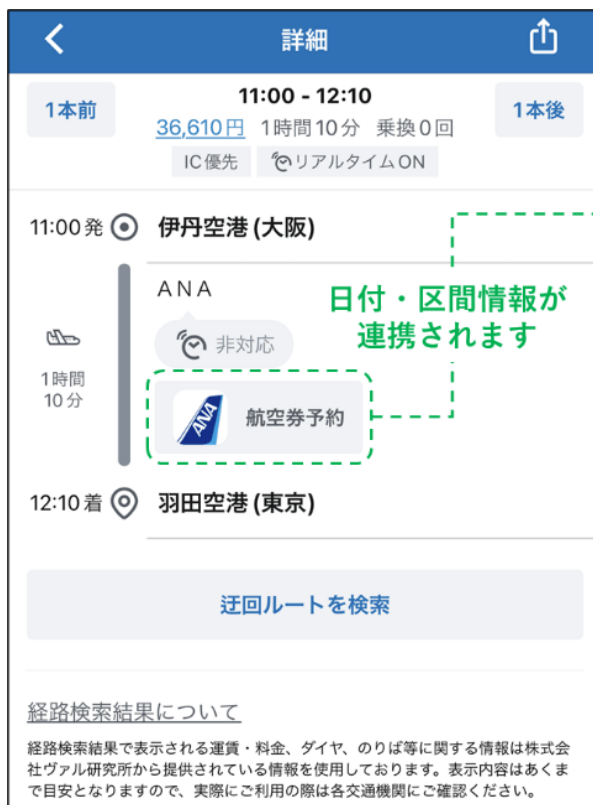 詳細
1本前
11:00 - 12:10
1本後
36,610円 1時間10分 乗換0回
IC優先 リアルタイムON
11:00発 伊丹空港(大阪)
ANA
日付・区間情報が
連携されます
非対応
1時間
10分
ANA 航空券予約
12:10着 羽田空港(東京)
迂回ルートを検索
経路検索結果について
経路検索結果で表示される運賃・料金、ダイヤ、のりば等に関する情報は株式会
社ヴァル研究所から提供されている情報を使用しております。表示内容はあくま
で目安となりますので、実際にご利用の際は各交通機関にご確認ください。